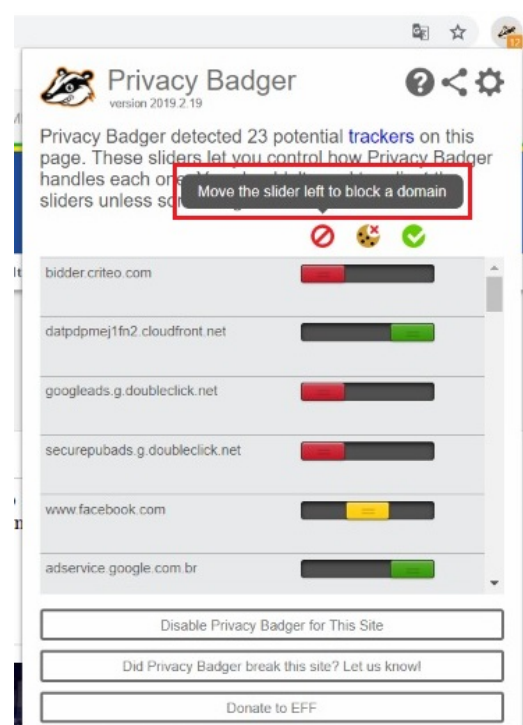 12
Privacy Badger
version 2019.2.19
Privacy Badger detected 23 potential trackers on this
page. These sliders let you control how Privacy Badger
handles each
Move the slider left to block a domain
sliders unless
bidder.criteo.com
datpdpmej1fn2.cloudfront.net
googleads.g.doubleclick.net
securepubads.g.doubleclick.net
www.facebook.com
adservice.google.com.br
Disable Privacy Badger for This Site
Did Privacy Badger break this site? Let us know!
Donate to EFF